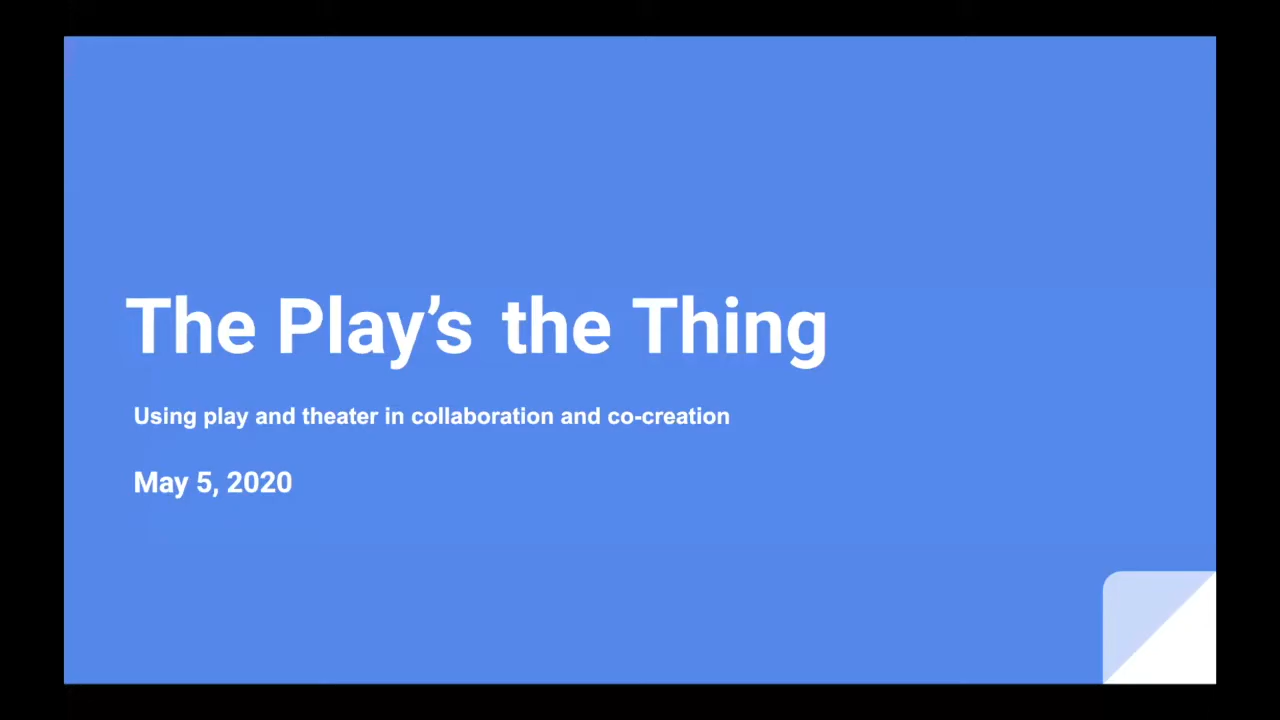 The Play’s the Thing
Using play and theater in collaboration and co-creation
May 5, 2020